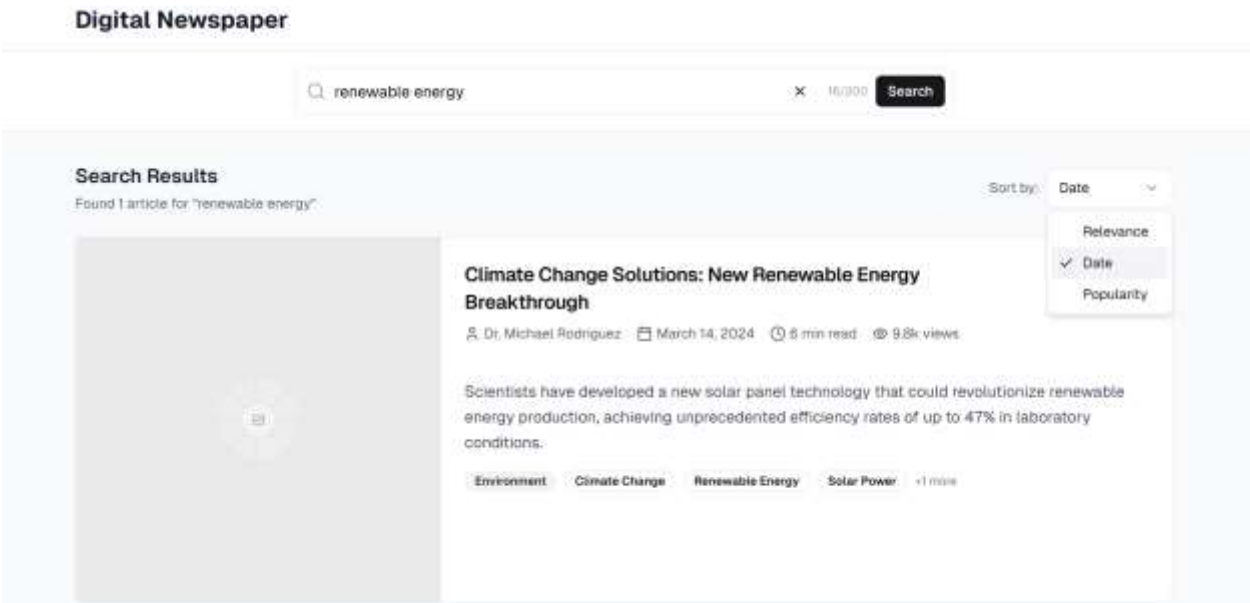 Digital Newspaper
renewable energy
16/300 Search
Search Results
Found 1 article for "renewable energy"
Sort by: Date
Relevance
Date
Popularity
Climate Change Solutions: New Renewable Energy
Breakthrough
Dr. Michael Rodriguez March 14, 2024 6 min read 9.8k views
Scientists have developed a new solar panel technology that could revolutionize renewable
energy production, achieving unprecedented efficiency rates of up to 47% in laboratory
conditions.
Environment Climate Change Renewable Energy Solar Power +1 more